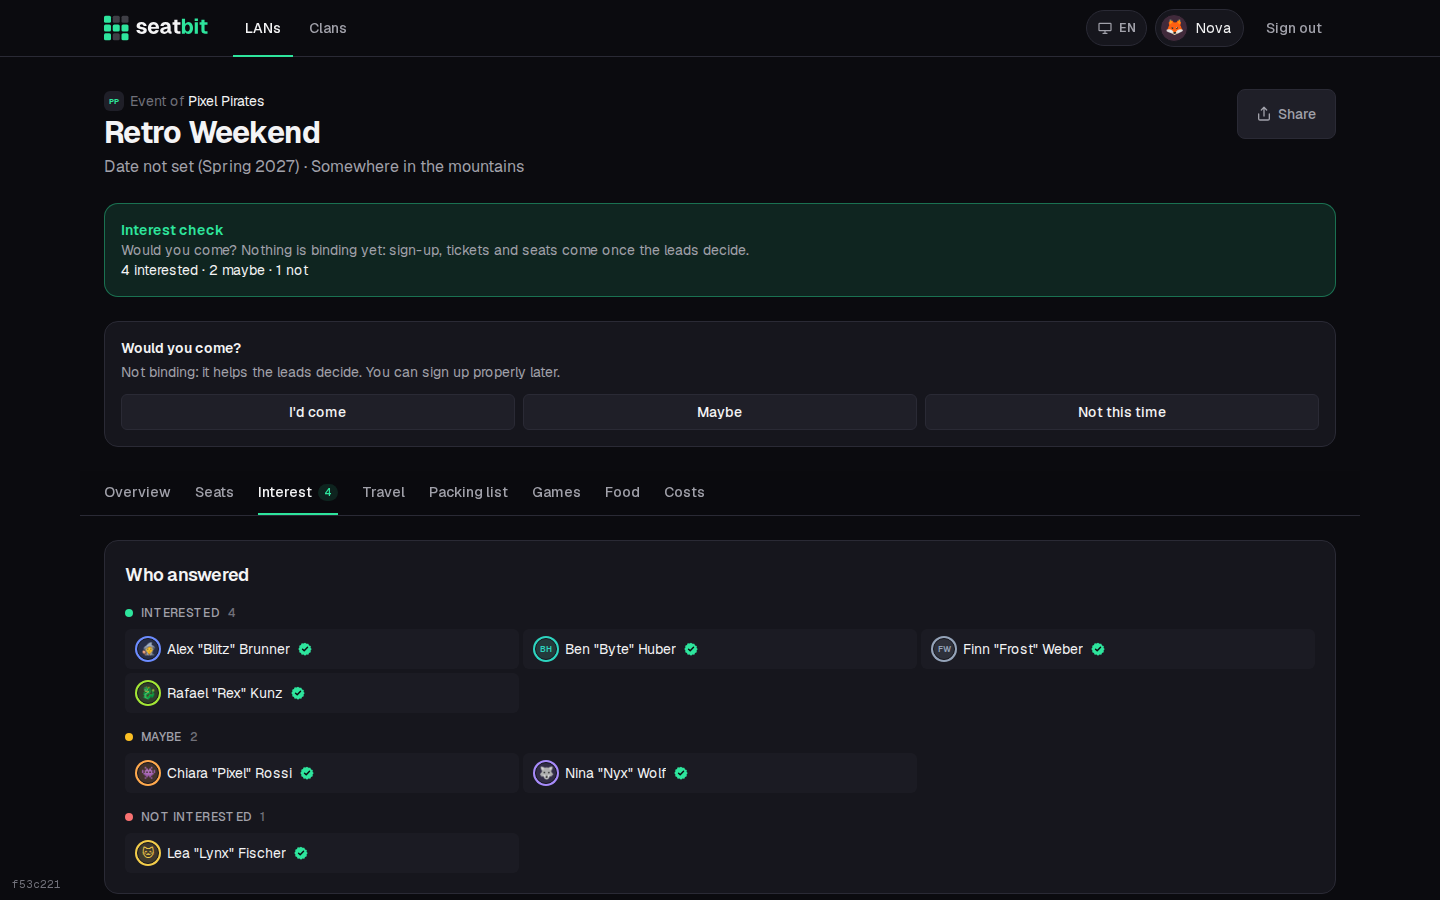 seatbit
LANs
Clans
EN
Nova
Sign out
PP
Event of Pixel Pirates
Retro Weekend
Share
Date not set (Spring 2027) · Somewhere in the mountains
Interest check
Would you come? Nothing is binding yet: sign-up, tickets and seats come once the leads decide.
4 interested · 2 maybe · 1 not
Would you come?
Not binding: it helps the leads decide. You can sign up properly later.
I'd come
Maybe
Not this time
Overview
Seats
Interest 4
Travel
Packing list
Games
Food
Costs
Who answered
INTERESTED 4
Alex "Blitz" Brunner
BH
Ben "Byte" Huber
FW
Finn "Frost" Weber
Rafael "Rex" Kunz
MAYBE 2
Chiara "Pixel" Rossi
Nina "Nyx" Wolf
NOT INTERESTED 1
Lea "Lynx" Fischer
f53c221